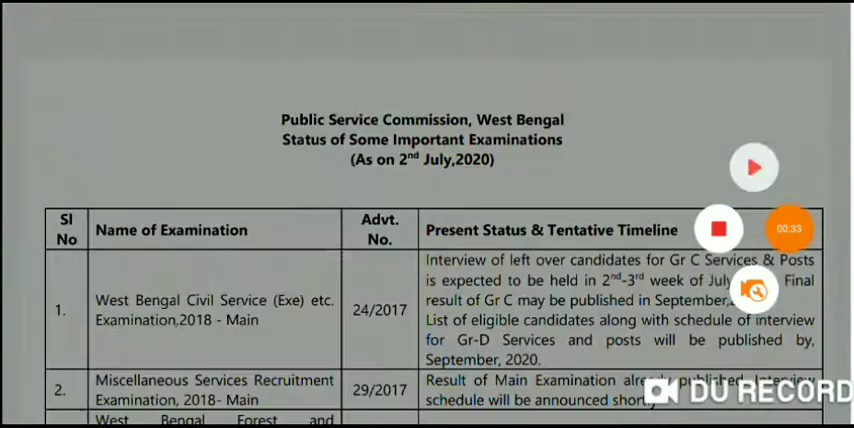 Public Service Commission, West Bengal
Status of Some Important Examinations
(As on 2nd July,2020)
Sl No
Name of Examination
Advt. No.
Present Status & Tentative Timeline
00:33
1.
West Bengal Civil Service (Exe) etc.
Examination,2018 - Main
24/2017
Interview of left over candidates for Gr C Services & Posts
is expected to be held in 2nd-3rd week of July Final
result of Gr C may be published in September,
List of eligible candidates along with schedule of interview
for Gr-D Services and posts will be published by,
September, 2020.
2.
Miscellaneous Services Recruitment
Examination, 2018- Main
29/2017
Result of Main Examination already published. Interview
schedule will be announced shortly
DU RECORD
West Bengal Forest and